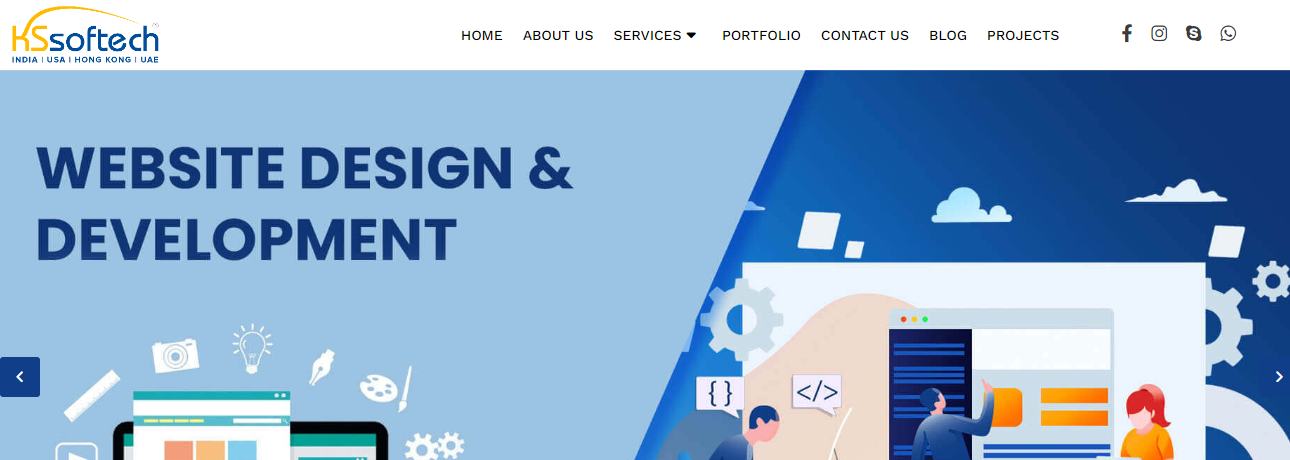 KSsoftech
INDIA | USA | HONG KONG | UAE
HOME ABOUT US SERVICES PORTFOLIO CONTACT US BLOG PROJECTS
WEBSITE DESIGN &
DEVELOPMENT
{ } </>